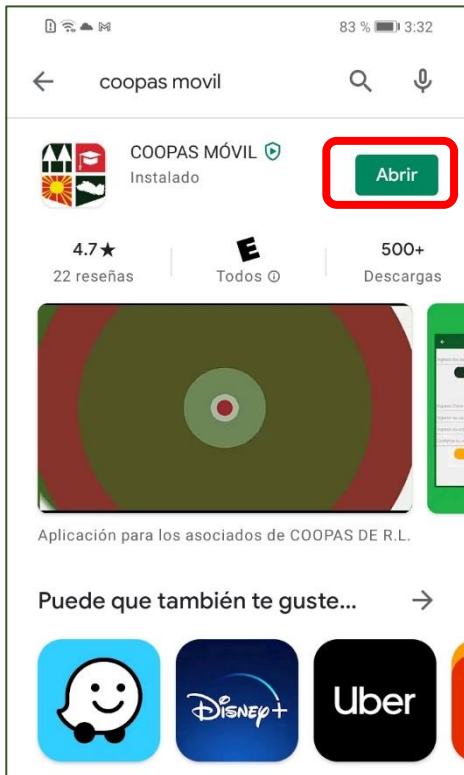 83 % 3:32
coopas movil
COOPAS MÓVIL
Instalado
Abrir
4.7★
22 reseñas
E
Todos
500+
Descargas
Aplicación para los asociados de COOPAS DE R.L.
Puede que también te guste...
Disney+
Uber